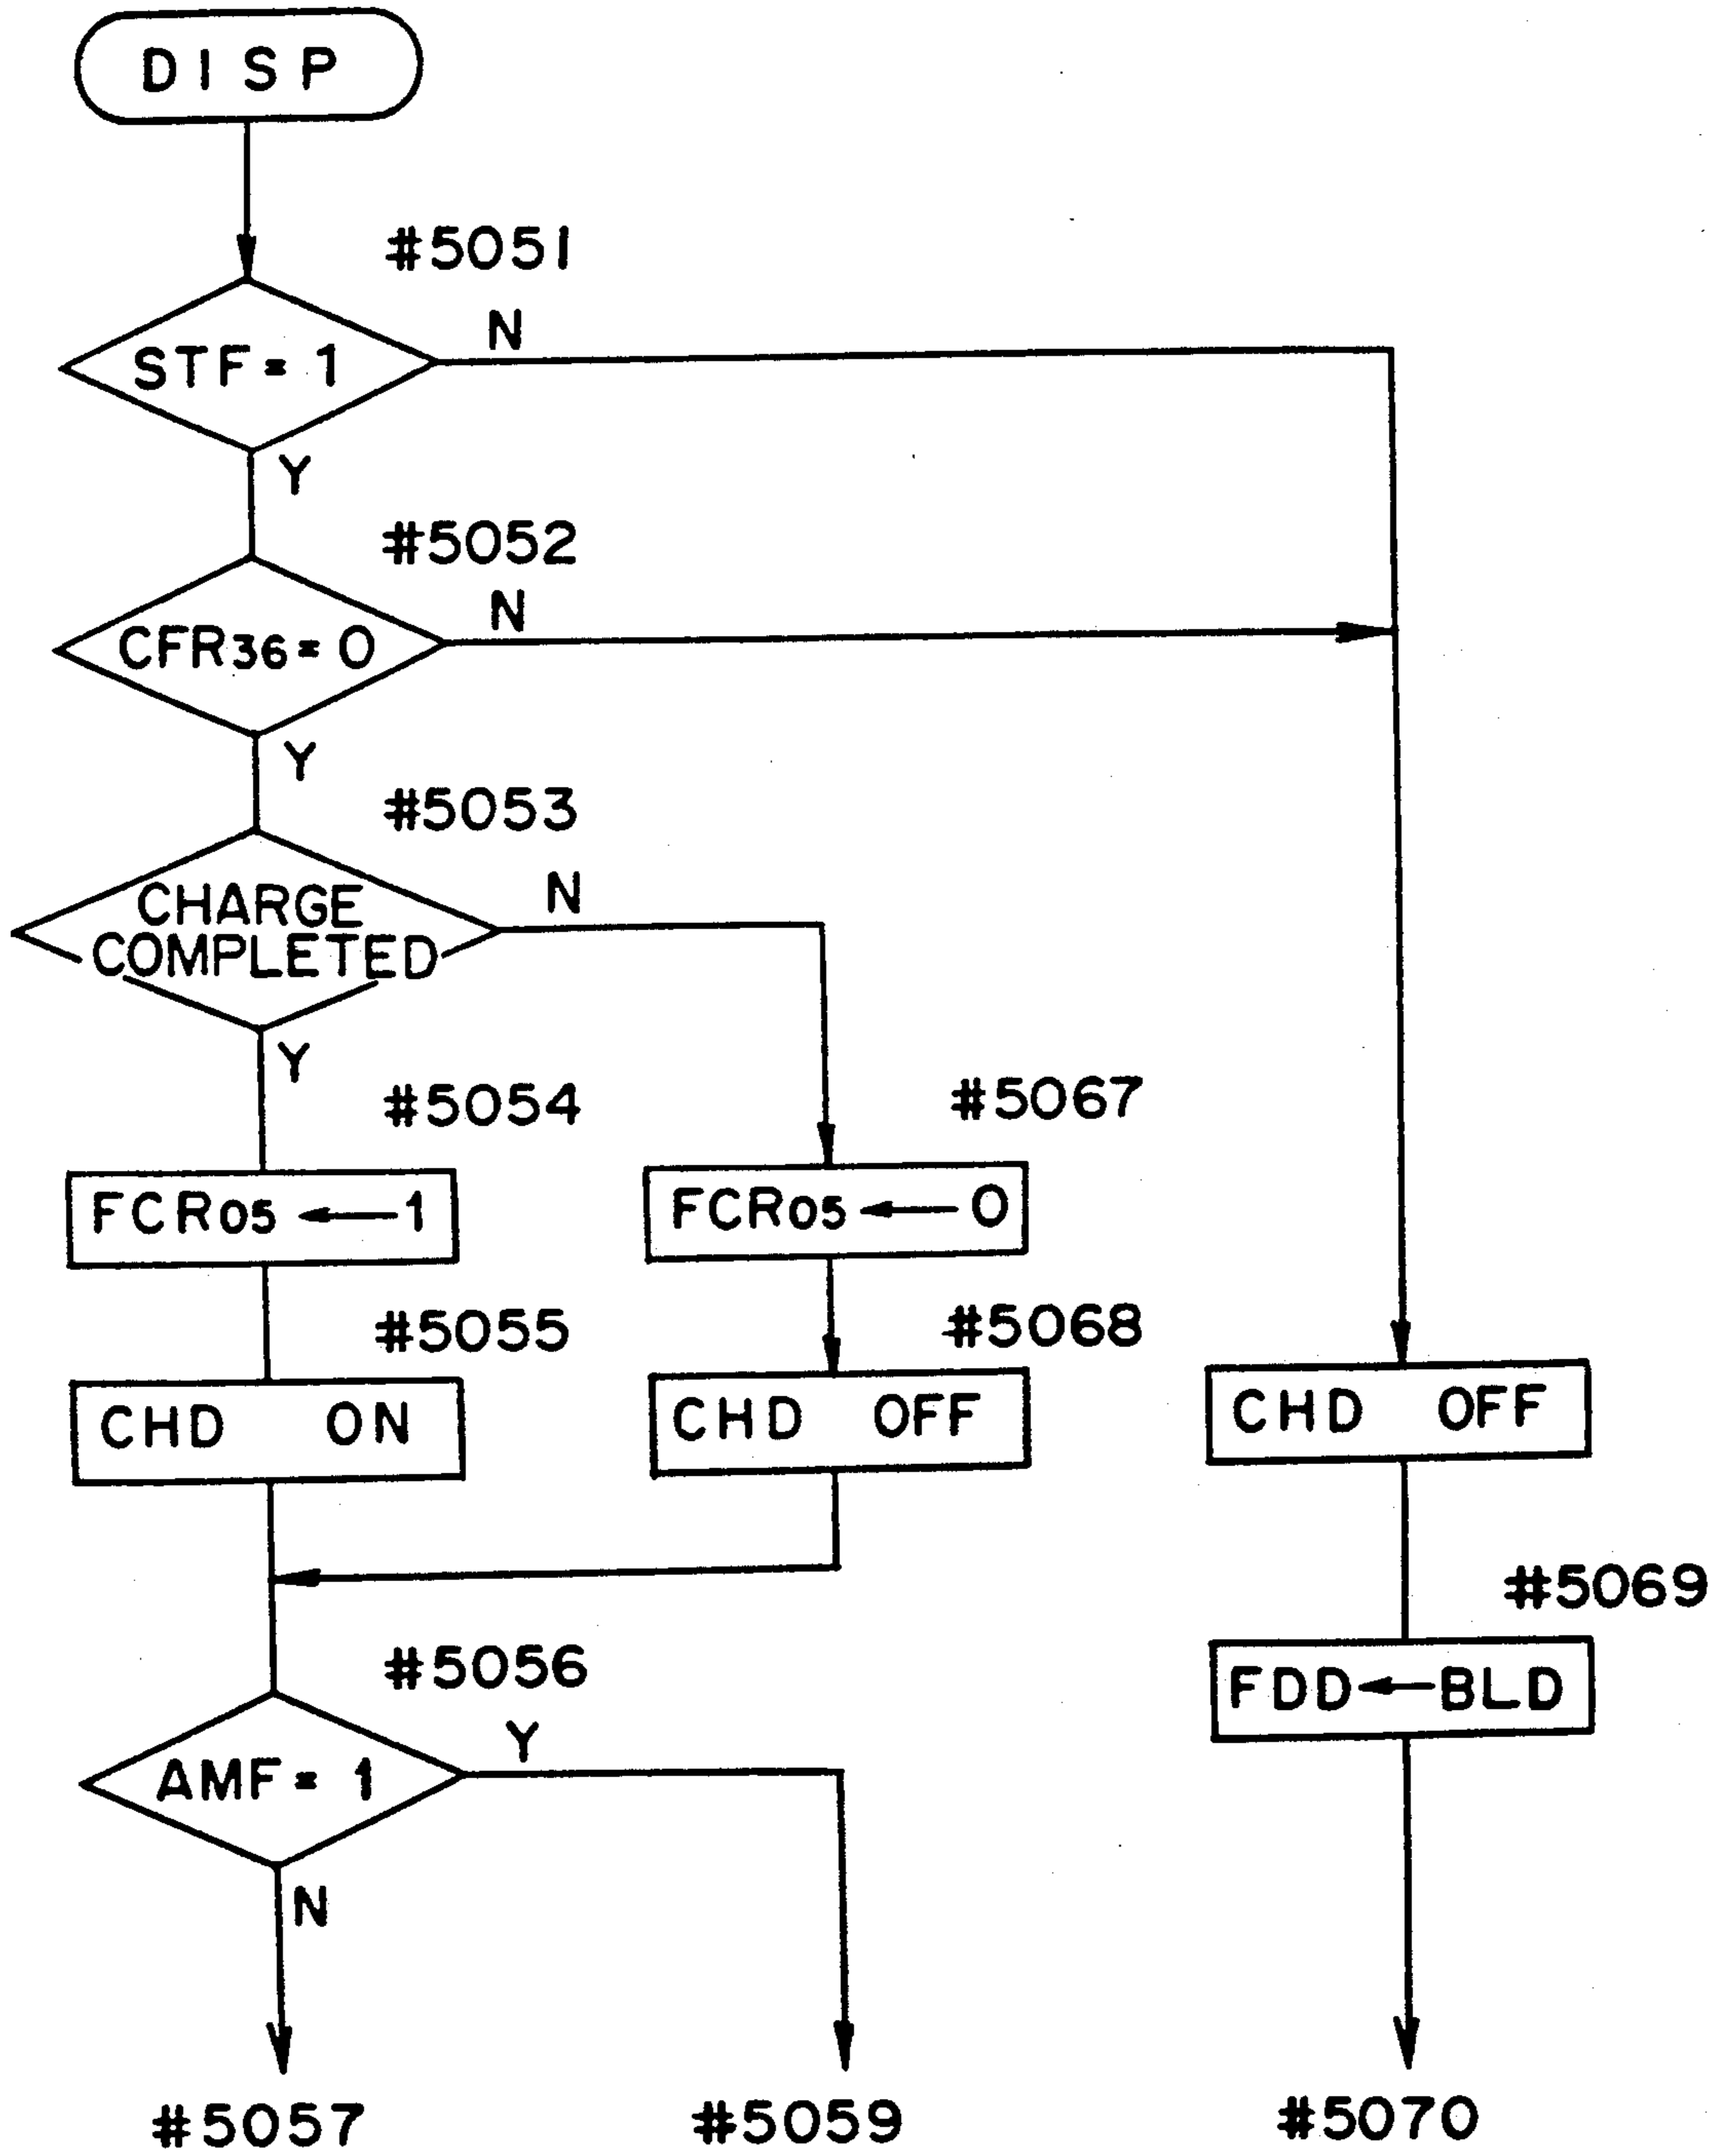 DISP
#5051
STF = 1
N
Y
#5052
CFR36 = 0
N
Y
#5053
CHARGE
COMPLETED
N
Y
#5054
#5067
FCR05 ← 1
FCR05 ← 0
#5055
#5068
CHD ON
CHD OFF
CHD OFF
#5069
#5056
FDD ← BLD
AMF = 1
Y
N
#5057
#5059
#5070